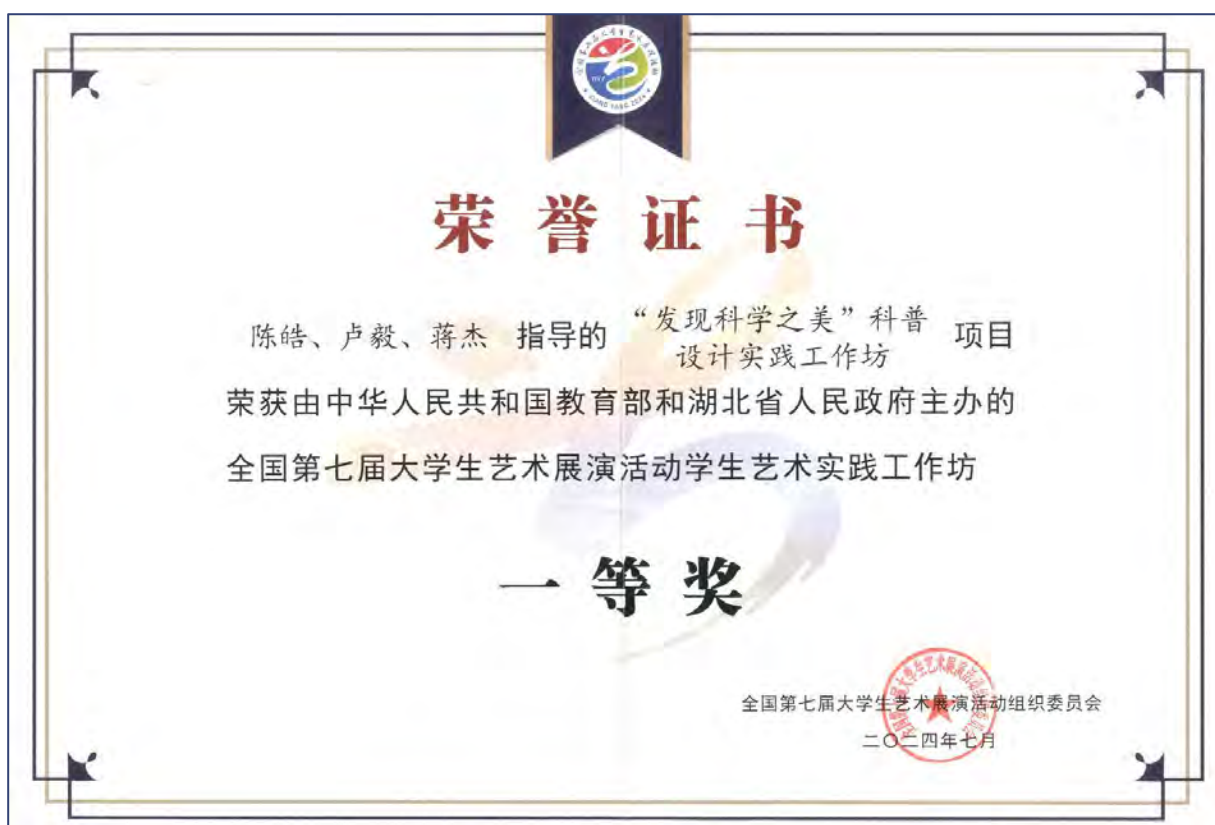 XIANG YANG 2024
荣誉证书
陈皓、卢毅、蒋杰 指导的 “发现科学之美”科普
设计实践工作坊 项目
荣获由中华人民共和国教育部和湖北省人民政府主办的
全国第七届大学生艺术展演活动学生艺术实践工作坊
一等奖
全国第七届大学生艺术展演活动组织委员会
二〇二四年七月